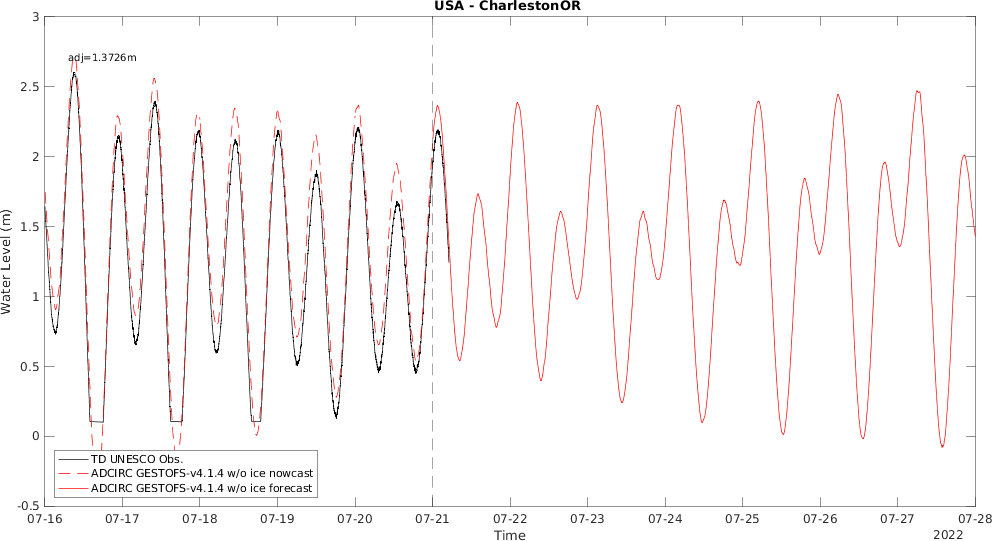 USA - CharlestonOR
adj=1.3726m
3
2.5
2
1.5
1
0.5
0
-0.5
Water Level (m)
TD UNESCO Obs.
ADCIRC GESTOFS-v4.1.4 w/o ice nowcast
ADCIRC GESTOFS-v4.1.4 w/o ice forecast
07-16 07-17 07-18 07-19 07-20 07-21 07-22 07-23 07-24 07-25 07-26 07-27 07-28
Time
2022